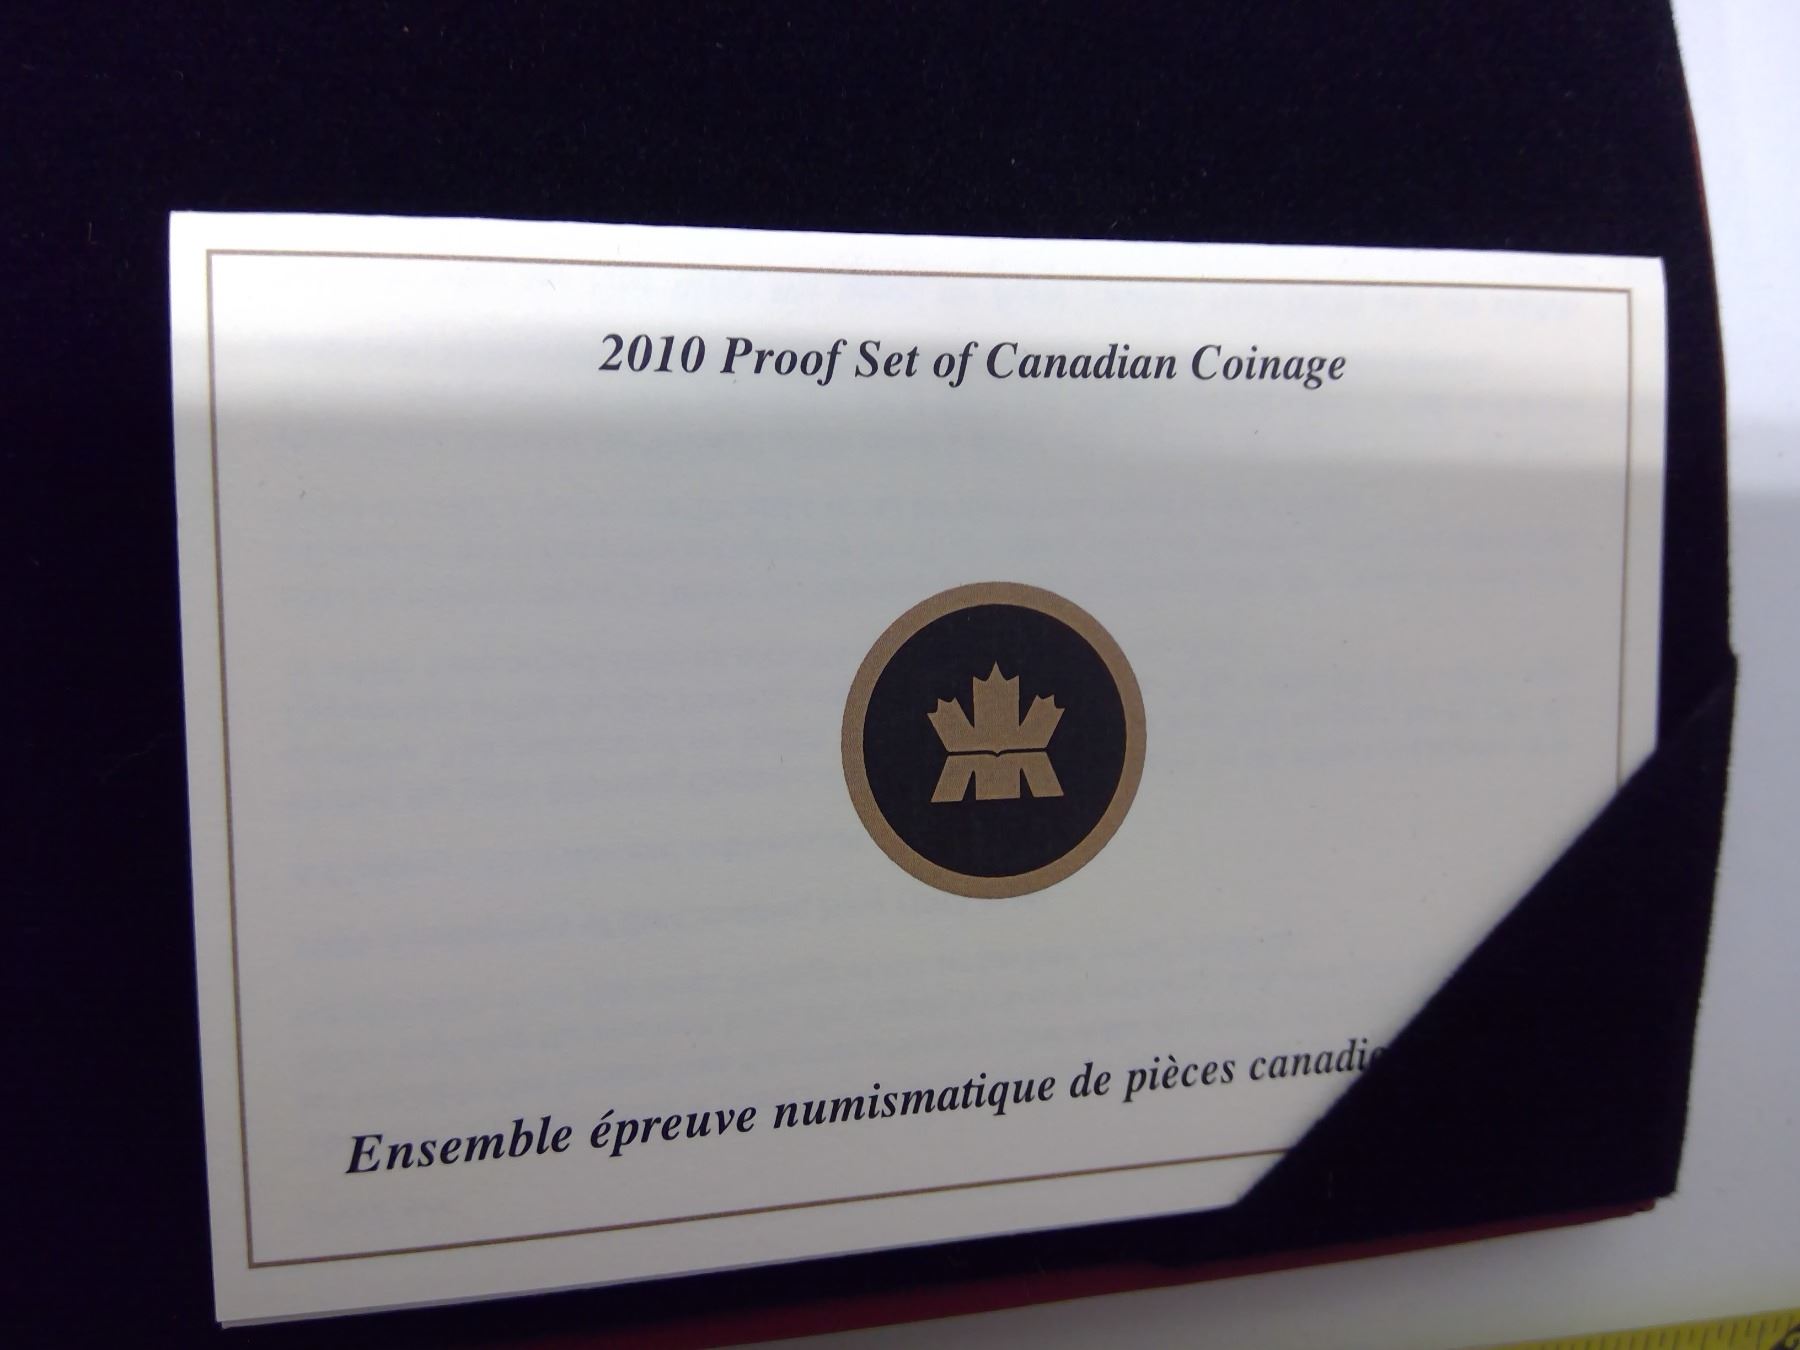 2010 Proof Set of Canadian Coinage
Ensemble épreuve numismatique de pièces